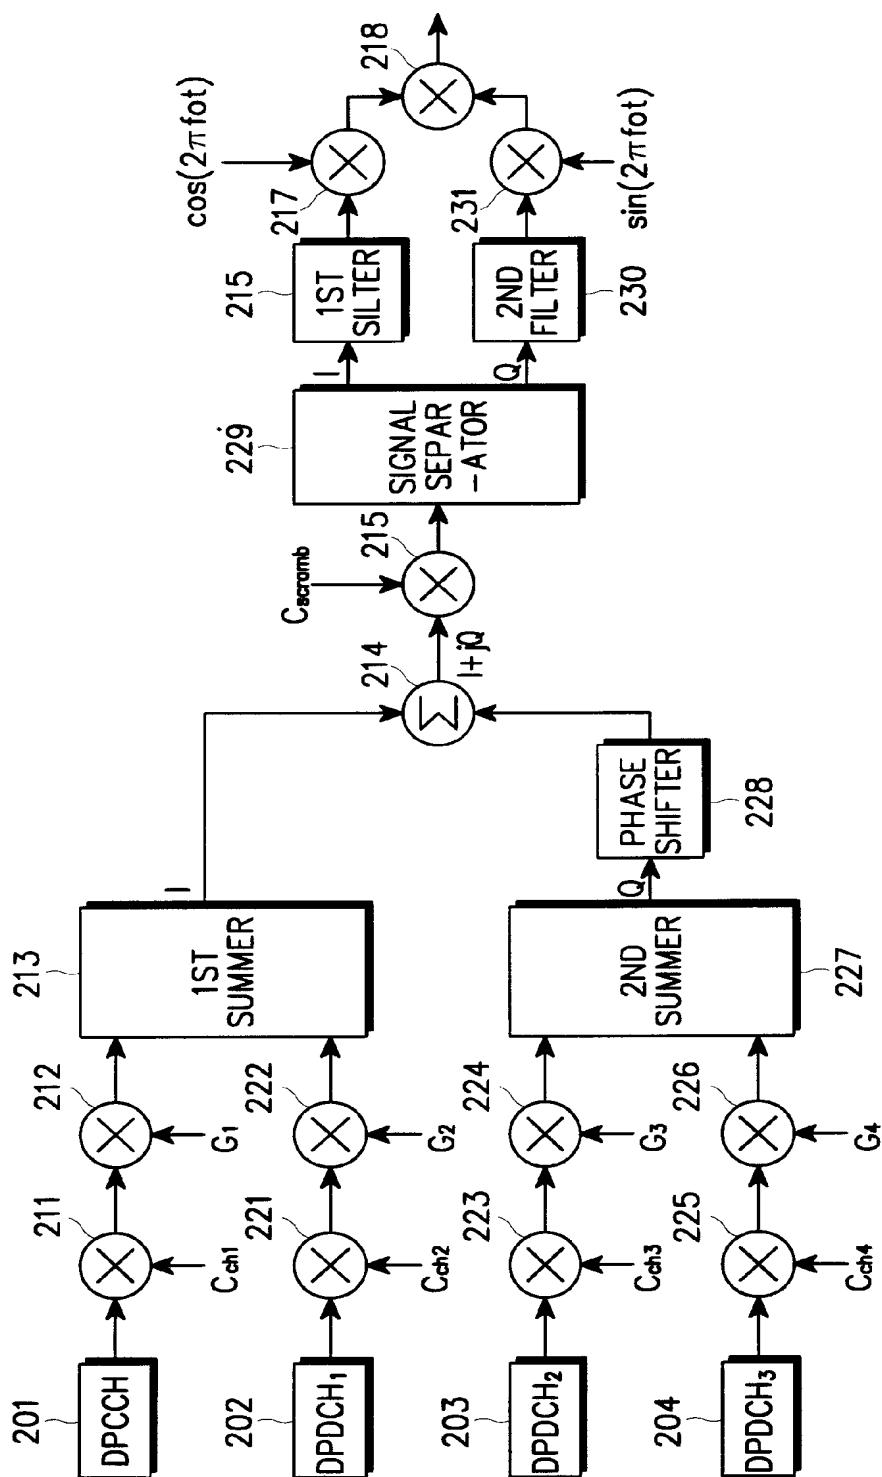 201
DPCCH
211
Cch1
212
G1
213
1ST
SUMMER
I
202
DPDCH1
221
Cch2
222
G2
203
DPDCH2
223
Cch3
224
G3
2ND
SUMMER
227
Q
204
DPDCH3
225
Cch4
226
G4
PHASE
SHIFTER
228
214
I+jQ
Cscramb
215
229
SIGNAL
SEPAR
-ATOR
I
Q
215
1ST
SILTER
2ND
FILTER
230
cos(2πfot)
217
231
sin(2πfot)
218